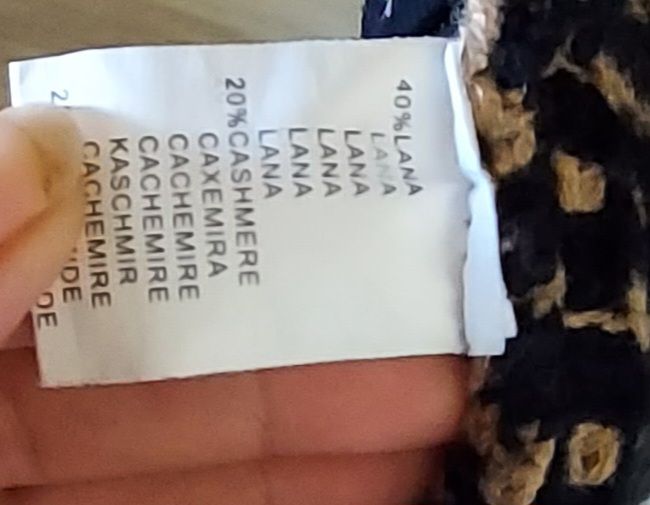 40%LANA
LANA
LANA
LANA
LANA
LANA
20%CASHMERE
CAXEMIRA
CACHEMIRE
CACHEMIRE
KASCHMIR
CACHEMIRE